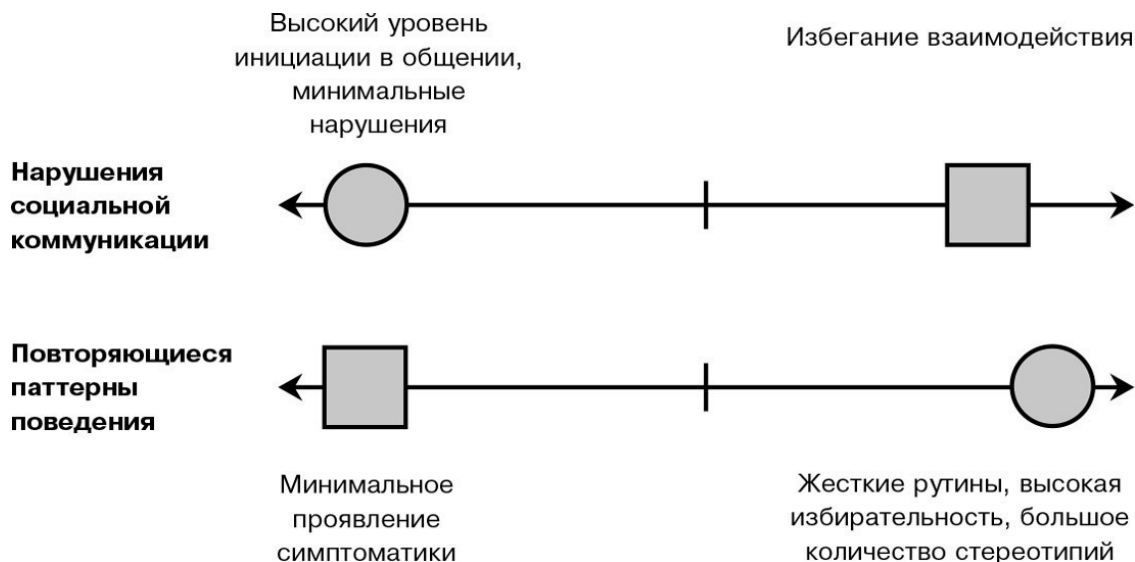 Высокий уровень
инициации в общении,
минимальные
нарушения
Избегание взаимодействия
Нарушения
социальной
коммуникации
Повторяющиеся
паттерны
поведения
Минимальное
проявление
симптоматики
Жесткие рутины, высокая
избирательность, большое
количество стереотипий